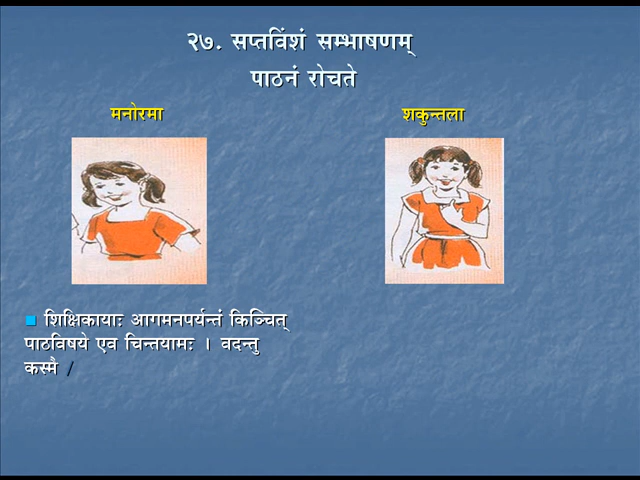 २७. सप्तविंशं सम्भाषणम्
पाठनं रोचते
मनोरमा
शकुन्तला
शिक्षिकायाः आगमनपर्यन्तं किञ्चित्
पाठविषये एव चिन्तयामः । वदन्तु
कस्मै /